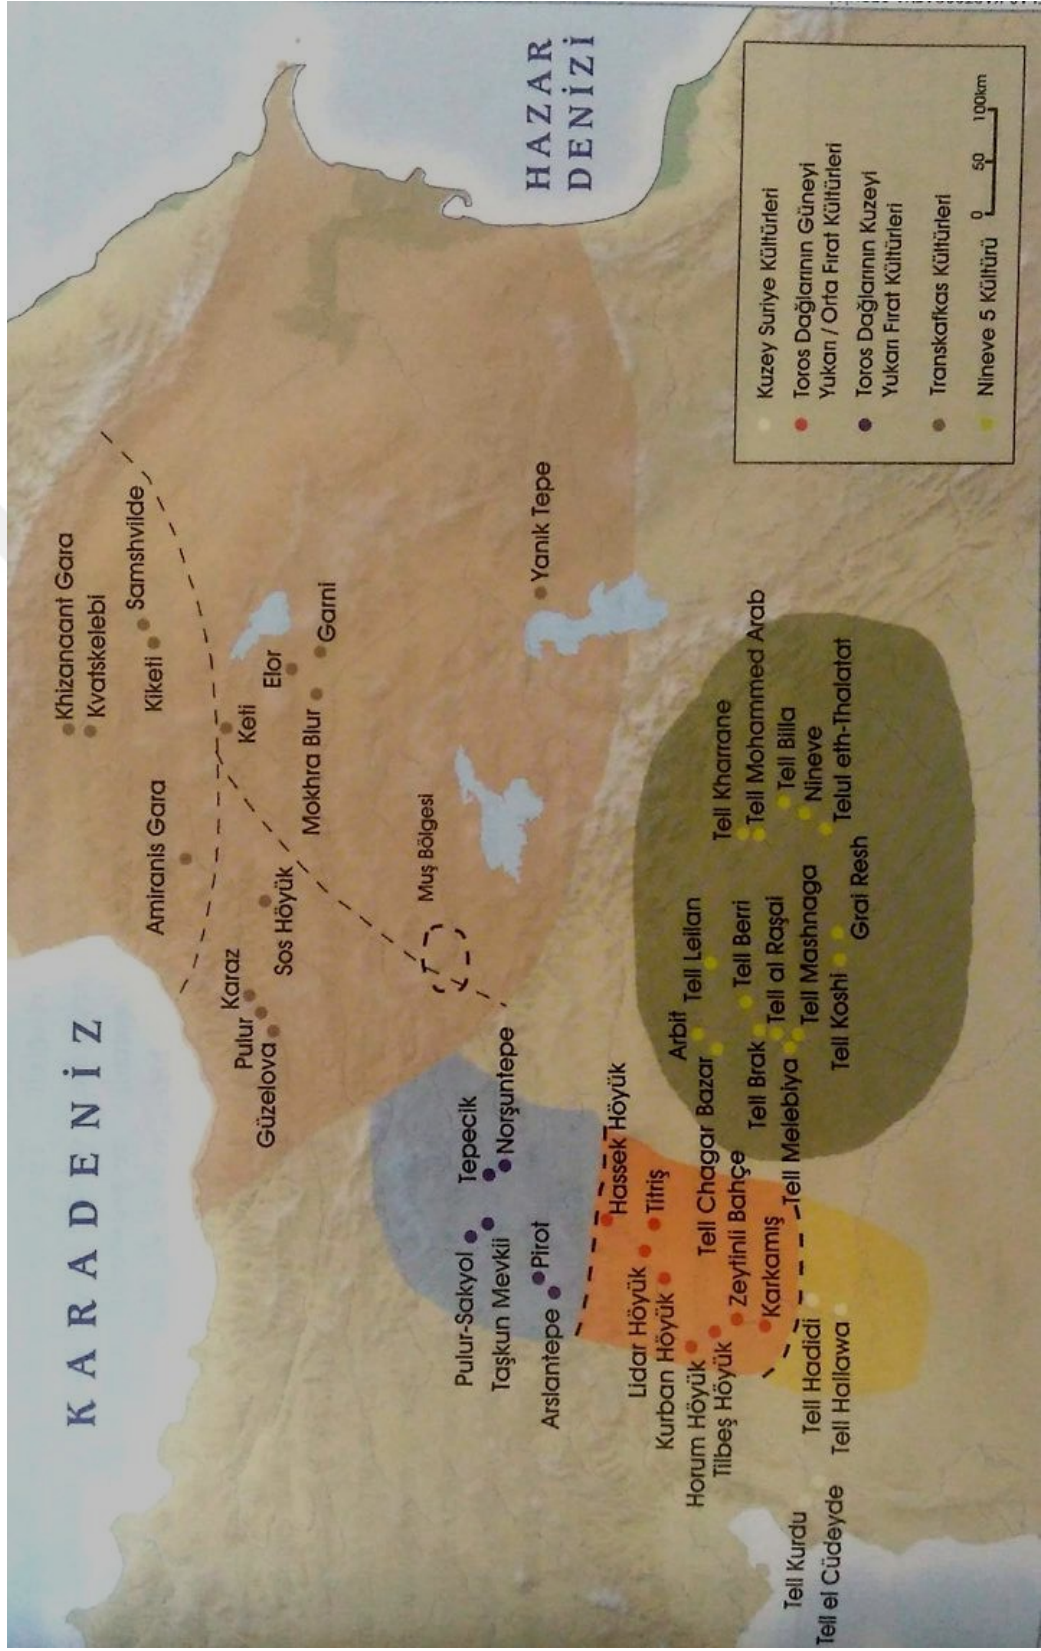 KARADENİZ
HAZAR
DENİZİ
Khizanaant Gara
Kvatskelebi
Samshvilde
Kiketi
Amiranis Gara
Keti
Elor
Garni
Mokhra Blur
Karaz
Pulur
Güzelova
Sos Höyük
Yanık Tepe
Muş Bölgesi
Pulur-Sakyol
Tepecik
Taşkun Mevkii
Norşuntepe
Arslantepe
Pirot
Hassek Höyük
Lidar Höyük
Titriş
Kurban Höyük
Horum Höyük
Tilbeş Höyük
Zeytinli Bahçe
Karkamış
Arbit
Tell Leilan
Tell Chagar Bazar
Tell Berri
Tell Brak
Tell al Raşai
Tell Melebiya
Tell Mashnaga
Tell Koshi
Grai Resh
Tell Kharrane
Tell Mohammed Arab
Tell Billa
Nineve
Telul eth-Thalatat
Tell Hadidi
Tell Hallawa
Tell Kurdu
Tell el Cüdeyde
Kuzey Suriye Kültürleri
Toros Dağlarının Güneyi
Yukarı / Orta Fırat Kültürleri
Toros Dağlarının Kuzeyi
Yukarı Fırat Kültürleri
Transkafkas Kültürleri
Nineve 5 Kültürü
0 50 100km